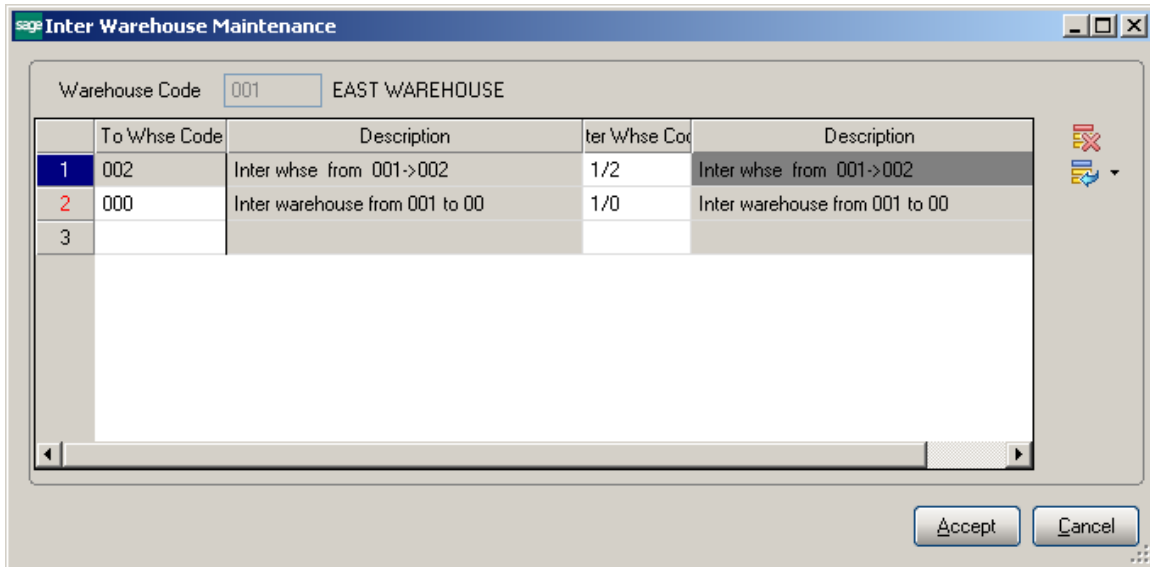 sage Inter Warehouse Maintenance
Warehouse Code 001 EAST WAREHOUSE
To Whse Code Description ter Whse Cod Description
1 002 Inter whse from 001->002 1/2 Inter whse from 001->002
2 000 Inter warehouse from 001 to 00 1/0 Inter warehouse from 001 to 00
3
Accept Cancel